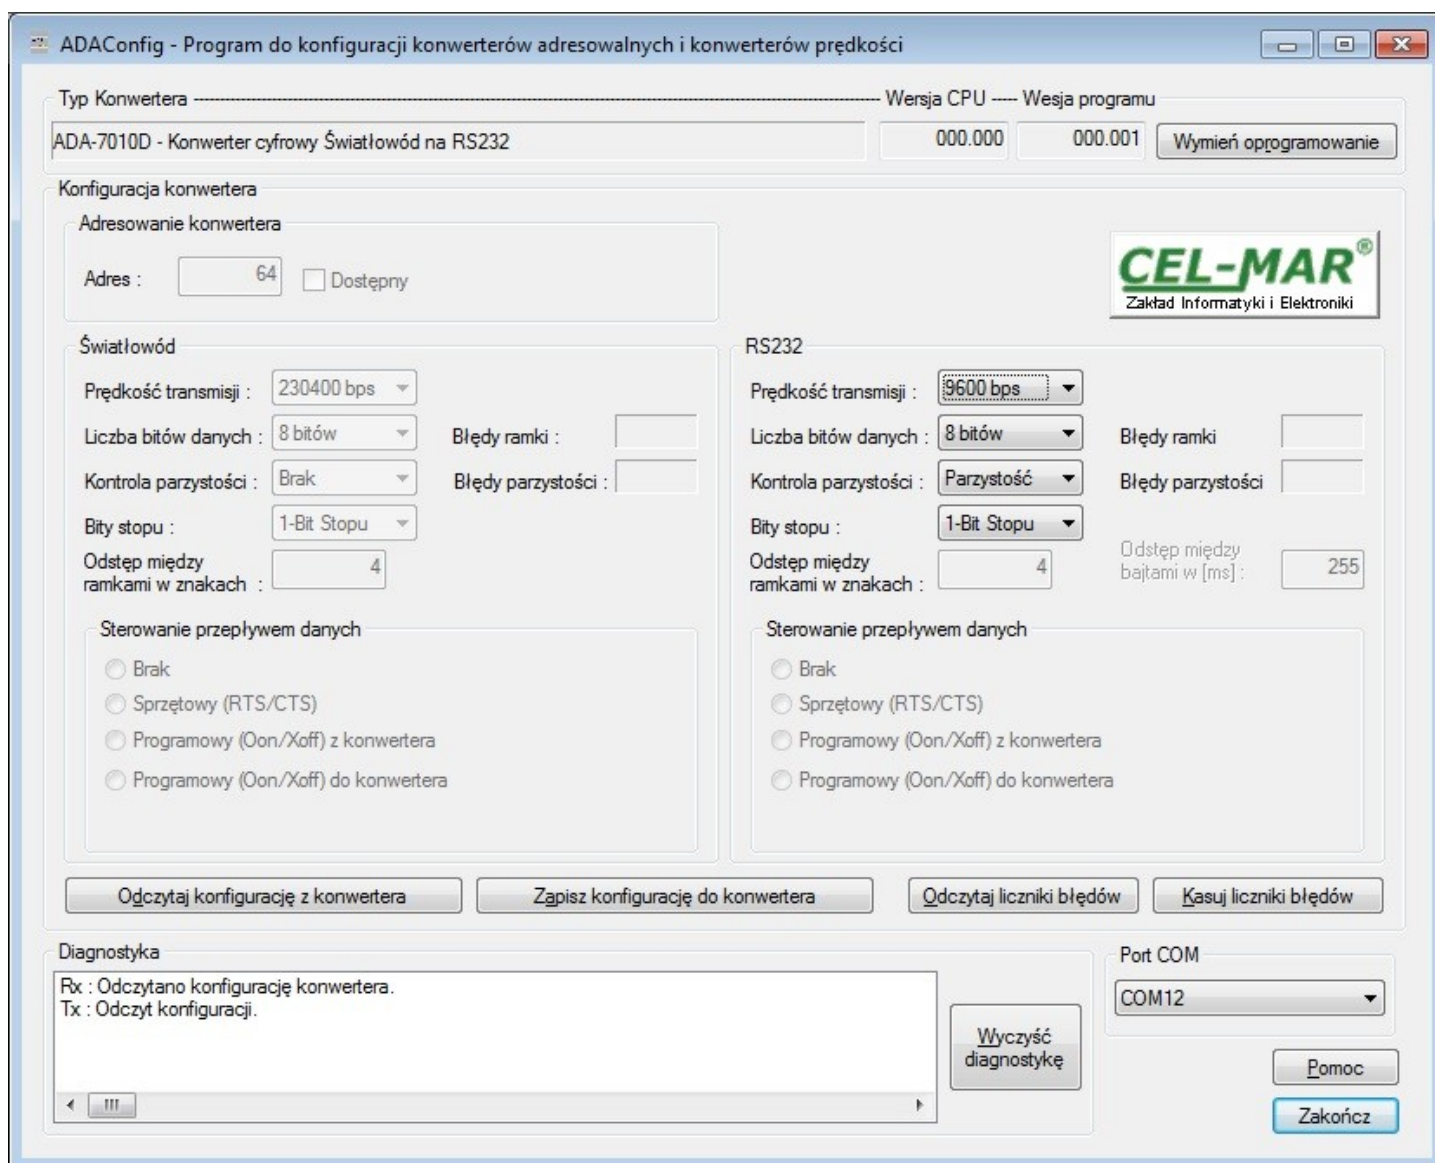 ADAConfig - Program do konfiguracji konwerterów adresowalnych i konwerterów prędkości
Typ Konwertera Wersja CPU Wesja programu
ADA-7010D - Konwerter cyfrowy Światłowód na RS232 000.000 000.001 Wymień oprogramowanie
Konfiguracja konwertera
Adresowanie konwertera
Adres : 64 Dostępny
CEL-MAR®
Zakład Informatyki i Elektroniki
Światłowód
Prędkość transmisji : 230400 bps
Liczba bitów danych : 8 bitów Błędy ramki :
Kontrola parzystości : Brak Błędy parzystości :
Bity stopu : 1-Bit Stopu
Odstęp między
ramkami w znakach : 4
Sterowanie przepływem danych
Brak
Sprzętowy (RTS/CTS)
Programowy (Oon/Xoff) z konwertera
Programowy (Oon/Xoff) do konwertera
RS232
Prędkość transmisji : 9600 bps
Liczba bitów danych : 8 bitów Błędy ramki
Kontrola parzystości : Parzystość Błędy parzystości
Bity stopu : 1-Bit Stopu
Odstęp między
ramkami w znakach : 4
Odstęp między
bajtami w [ms] : 255
Sterowanie przepływem danych
Brak
Sprzętowy (RTS/CTS)
Programowy (Oon/Xoff) z konwertera
Programowy (Oon/Xoff) do konwertera
Odczytaj konfigurację z konwertera Zapisz konfigurację do konwertera Odczytaj liczniki błędów Kasuj liczniki błędów
Diagnostyka
Rx : Odczytano konfigurację konwertera.
Tx : Odczyt konfiguracji.
Wyczyść
diagnostykę
Port COM
COM12
Pomoc
Zakończ